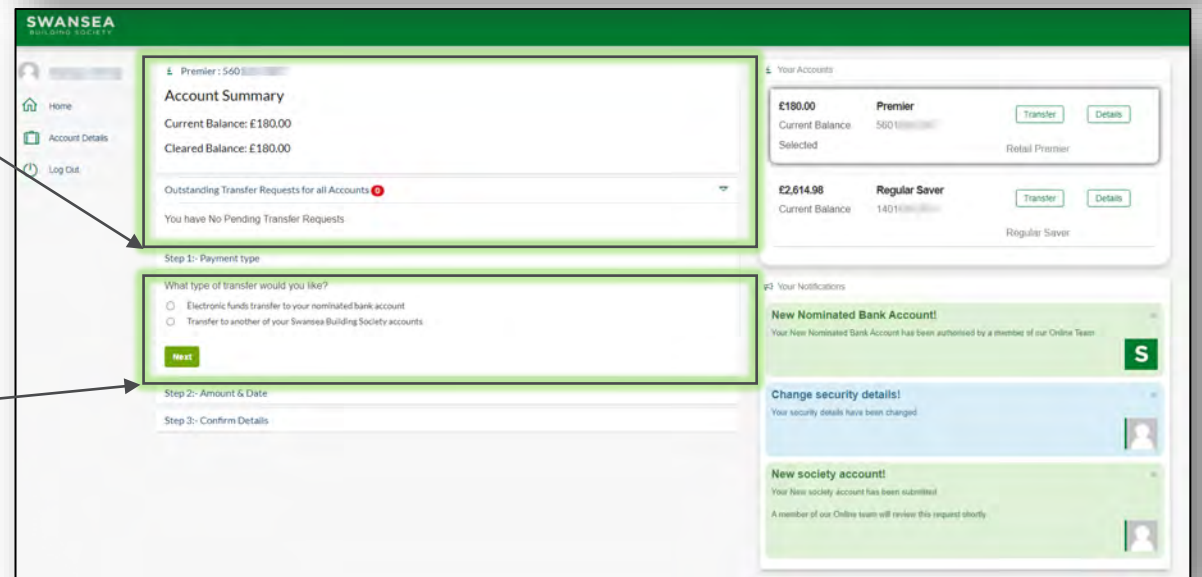 SWANSEA
BUILDING SOCIETY
Home
Account Details
Log Out
£ Premier : 560
Account Summary
Current Balance: £180.00
Cleared Balance: £180.00
Outstanding Transfer Requests for all Accounts 0
You have No Pending Transfer Requests
Step 1:- Payment type
What type of transfer would you like?
Electronic funds transfer to your nominated bank account
Transfer to another of your Swansea Building Society accounts
Next
Step 2:- Amount & Date
Step 3:- Confirm Details
£ Your Accounts
£180.00 Premier
Current Balance 5601
Transfer Details
Selected Retail Premier
£2,614.98 Regular Saver
Current Balance 1401
Transfer Details
Regular Saver
Your Notifications
New Nominated Bank Account!
Your New Nominated Bank Account has been authorised by a member of our Online Team
S
Change security details!
Your security details have been changed
New society account!
Your New society account has been submitted
A member of our Online team will review this request shortly